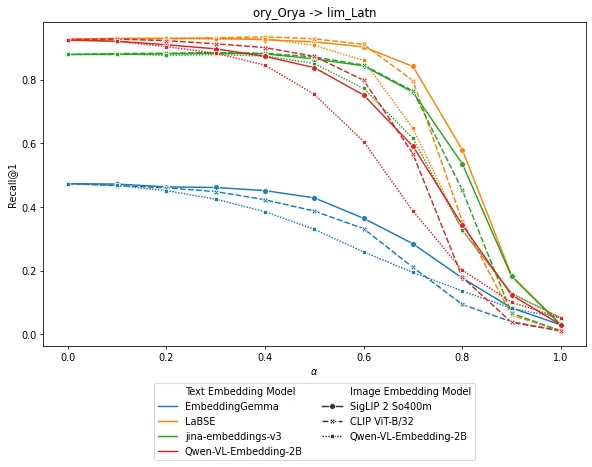 ory_Orya -> lim_Latn
Recall@1
0.8
0.6
0.4
0.2
0.0
0.0 0.2 0.4 0.6 0.8 1.0
α
Text Embedding Model Image Embedding Model
EmbeddingGemma SigLIP 2 So400m
LaBSE CLIP ViT-B/32
jina-embeddings-v3 Qwen-VL-Embedding-2B
Qwen-VL-Embedding-2B